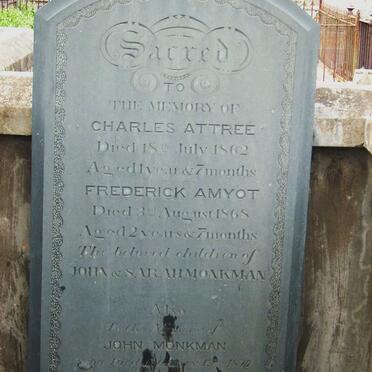 Sacred
TO
THE MEMORY OF
CHARLES ATTREE
Died 18th July 1862
Aged 1 year & 7 months
FREDERICK AMYOT
Died 3rd August 1868
Aged 2 years & 7 months
The beloved children of
JOHN & SARAH MONKMAN
Also
of
JOHN MONKMAN